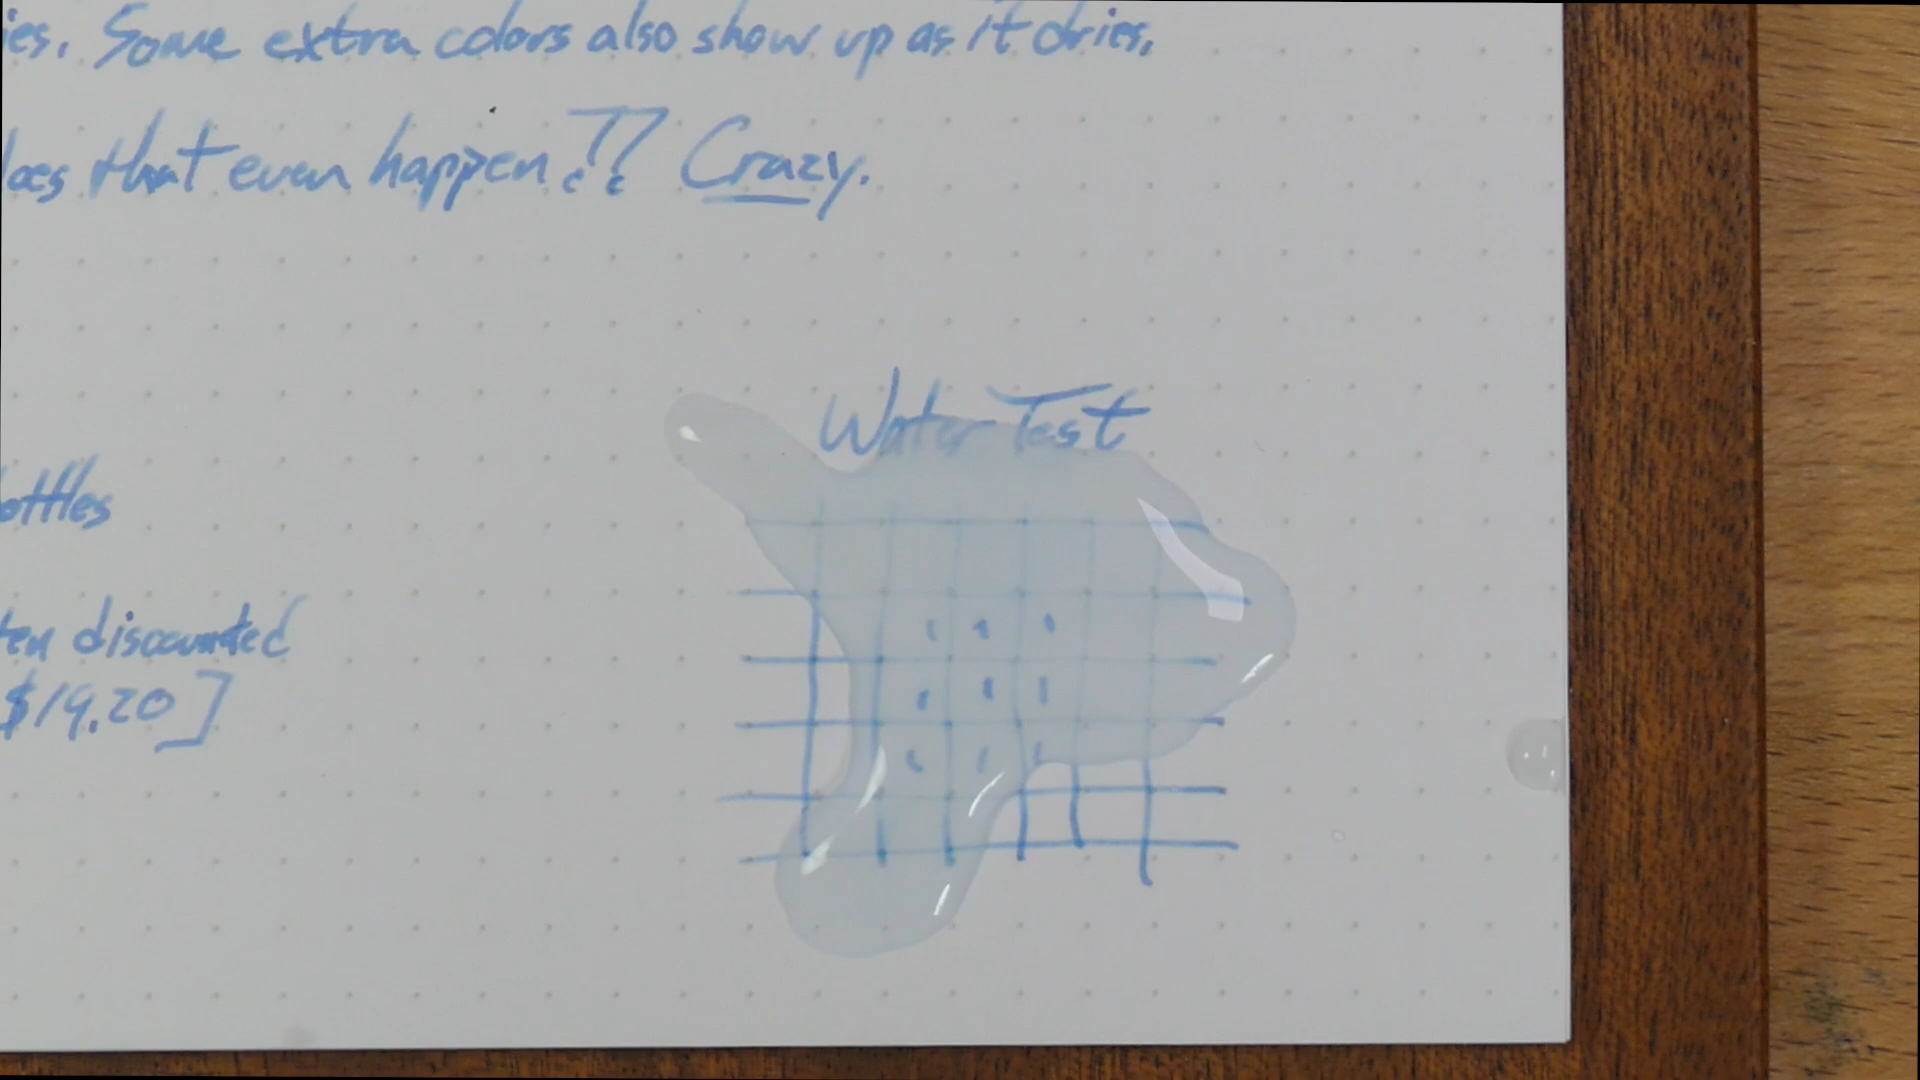 ies. Some extra colors also show up as it dries.
does that even happen?? Crazy.
Water Test
ottles
ten discounted
$19.20]